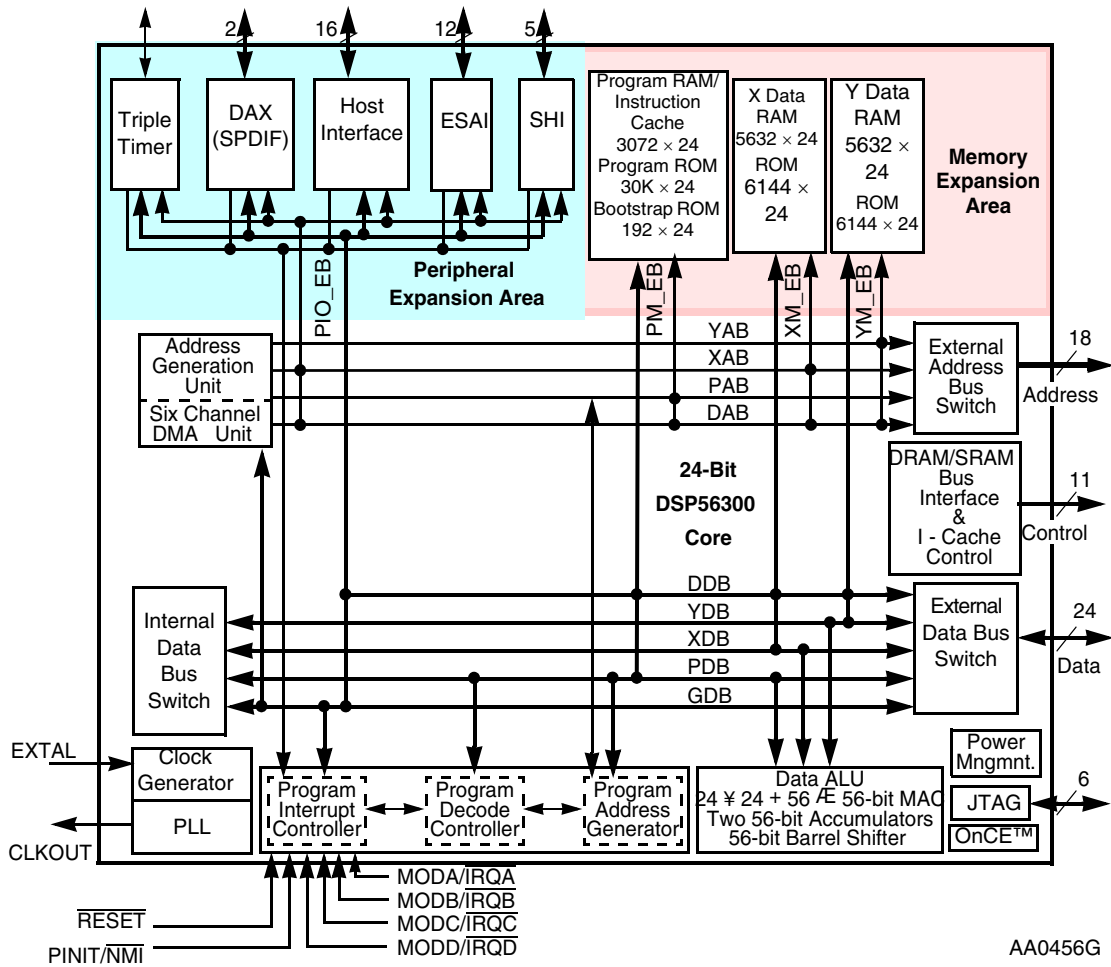 2
16
12
5
Triple
Timer
DAX
(SPDIF)
Host
Interface
ESAI
SHI
Program RAM/
Instruction
Cache
3072 × 24
Program ROM
30K × 24
Bootstrap ROM
192 × 24
X Data
RAM
5632 × 24
ROM
6144 ×
24
Y Data
RAM
5632 ×
24
ROM
6144 × 24
Memory
Expansion
Area
Peripheral
Expansion Area
PIO_EB
PM_EB
XM_EB
YM_EB
Address
Generation
Unit
Six Channel
DMA Unit
YAB
XAB
PAB
DAB
External
Address
Bus
Switch
18
Address
24-Bit
DSP56300
Core
DRAM/SRAM
Bus
Interface
&
I - Cache
Control
11
Control
Internal
Data
Bus
Switch
DDB
YDB
XDB
PDB
GDB
External
Data Bus
Switch
24
Data
EXTAL
Clock
Generator
PLL
CLKOUT
Program
Interrupt
Controller
Program
Decode
Controller
Program
Address
Generator
Data ALU
24 ¥ 24 + 56 Æ 56-bit MAC
Two 56-bit Accumulators
56-bit Barrel Shifter
Power
Mngmnt.
JTAG
OnCE™
6
MODA/IRQA
MODB/IRQB
MODC/IRQC
MODD/IRQD
RESET
PINIT/NMI
AA0456G